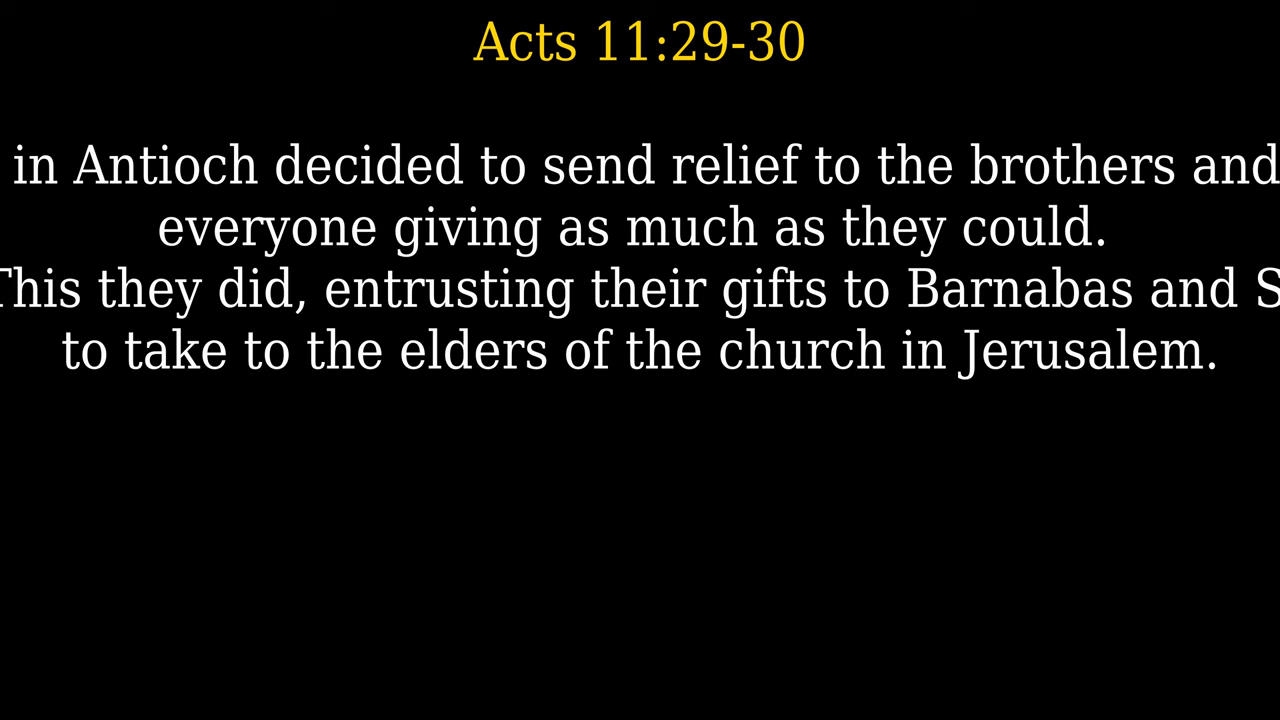 Acts 11:29-30
in Antioch decided to send relief to the brothers and
everyone giving as much as they could.
This they did, entrusting their gifts to Barnabas and S
to take to the elders of the church in Jerusalem.